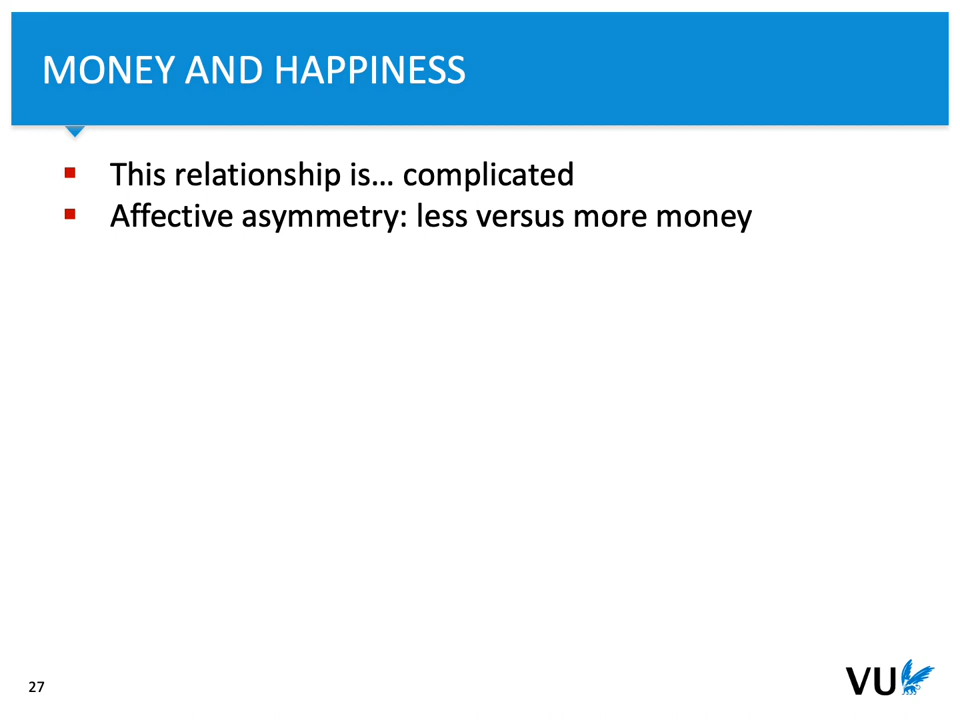 MONEY AND HAPPINESS
▪ This relationship is… complicated
▪ Affective asymmetry: less versus more money
27
VU